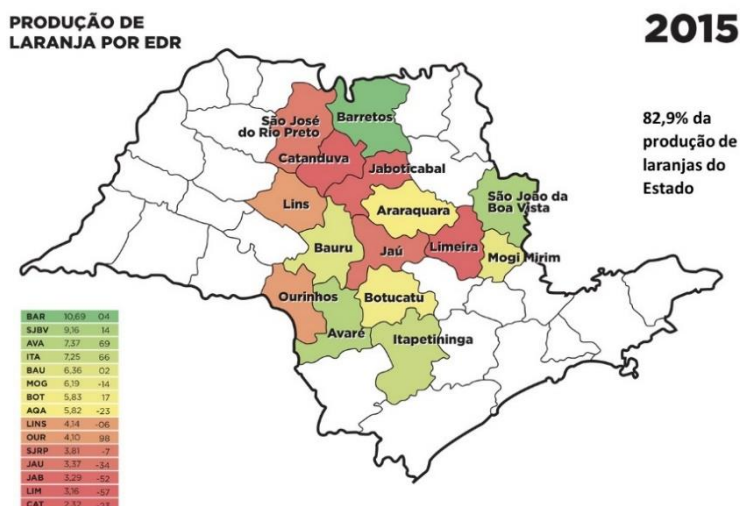 PRODUÇÃO DE
LARANJA POR EDR
2015
82,9% da
produção de
laranjas do
Estado
São José
do Rio Preto
Barretos
Catanduva
Jaboticabal
Lins
Araraquara
São João da
Boa Vista
Bauru
Jaú
Limeira
Mogi Mirim
Ourinhos
Botucatu
Avaré
Itapetininga
BAR 10,69 04
SJBV 9,16 14
AVA 7,37 69
ITA 7,25 66
BAU 6,36 02
MOG 6,19 -14
BOT 5,83 17
AQA 5,82 -23
LINS 4,14 -06
OUR 4,10 98
SJRP 3,81 -7
JAU 3,37 -34
JAB 3,29 -52
LIM 3,16 -57
CAT